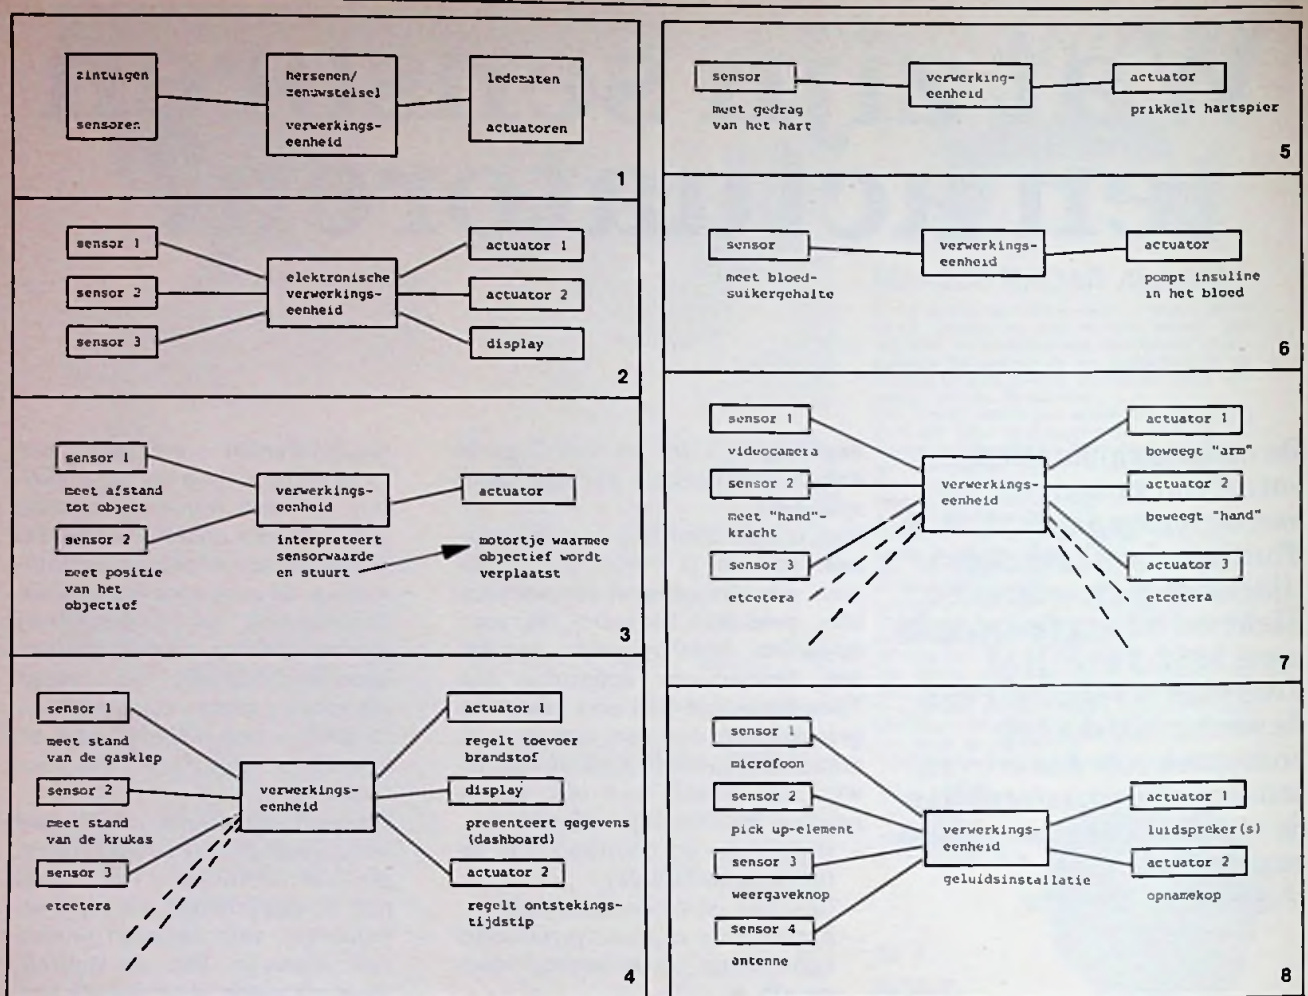 zintuigen
sensoren
hersenen/
zenuwstelsel
verwerkings-
eenheid
ledematen
actuatoren
1
sensor 1
sensor 2
sensor 3
elektronische
verwerkings-
eenheid
actuator 1
actuator 2
display
2
sensor 1
meet afstand
tot object
sensor 2
meet positie
van het
objectief
verwerkings-
eenheid
interpreteert
sensorwaarde
en stuurt
actuator
motortje waarmee
objectief wordt
verplaatst
3
sensor 1
meet stand
van de gasklep
sensor 2
meet stand
van de krukas
sensor 3
etcetera
verwerkings-
eenheid
actuator 1
regelt toevoer
brandstof
display
presenteert gegevens
(dashboard)
actuator 2
regelt ontstekings-
tijdstip
4
sensor
meet gedrag
van het hart
verwerking-
eenheid
actuator
prikkelt hartspier
5
sensor
meet bloed-
suikergehalte
verwerkings-
eenheid
actuator
pompt insuline
in het bloed
6
sensor 1
videocamera
sensor 2
meet "hand"-
kracht
sensor 3
etcetera
verwerkings-
eenheid
actuator 1
beweegt "arm"
actuator 2
beweegt "hand"
actuator 3
etcetera
7
sensor 1
microfoon
sensor 2
pick up-element
sensor 3
weergaveknop
sensor 4
antenne
verwerkings-
eenheid
geluidsinstallatie
actuator 1
luidspreker(s)
actuator 2
opnamekop
8